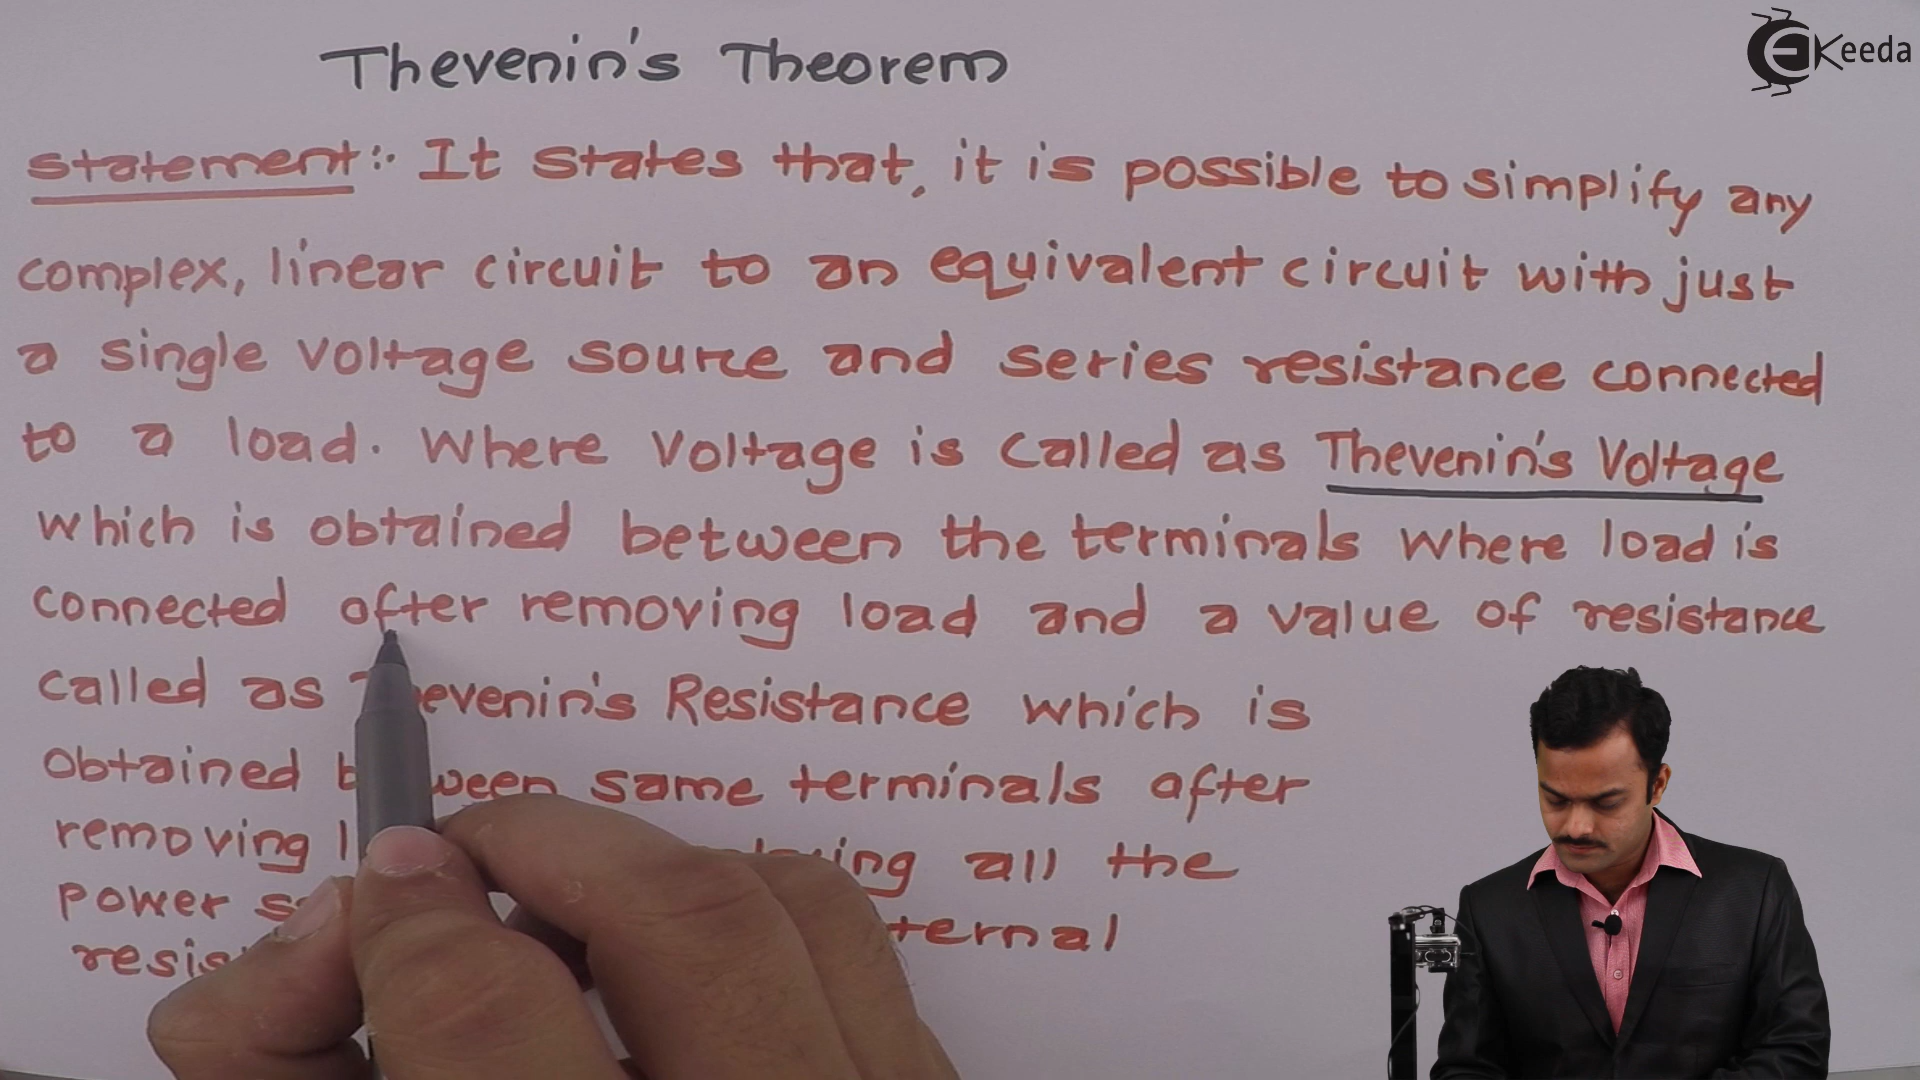 Thevenin's Theorem
EKeeda
Statement:- It states that, it is possible to simplify any
complex, linear circuit to an equivalent circuit with just
a single voltage source and series resistance connected
to a load. Where Voltage is called as Thevenin's Voltage
which is obtained between the terminals where load is
connected after removing load and a value of resistance
called as Thevenin's Resistance which is
obtained between same terminals after
removing all the
power